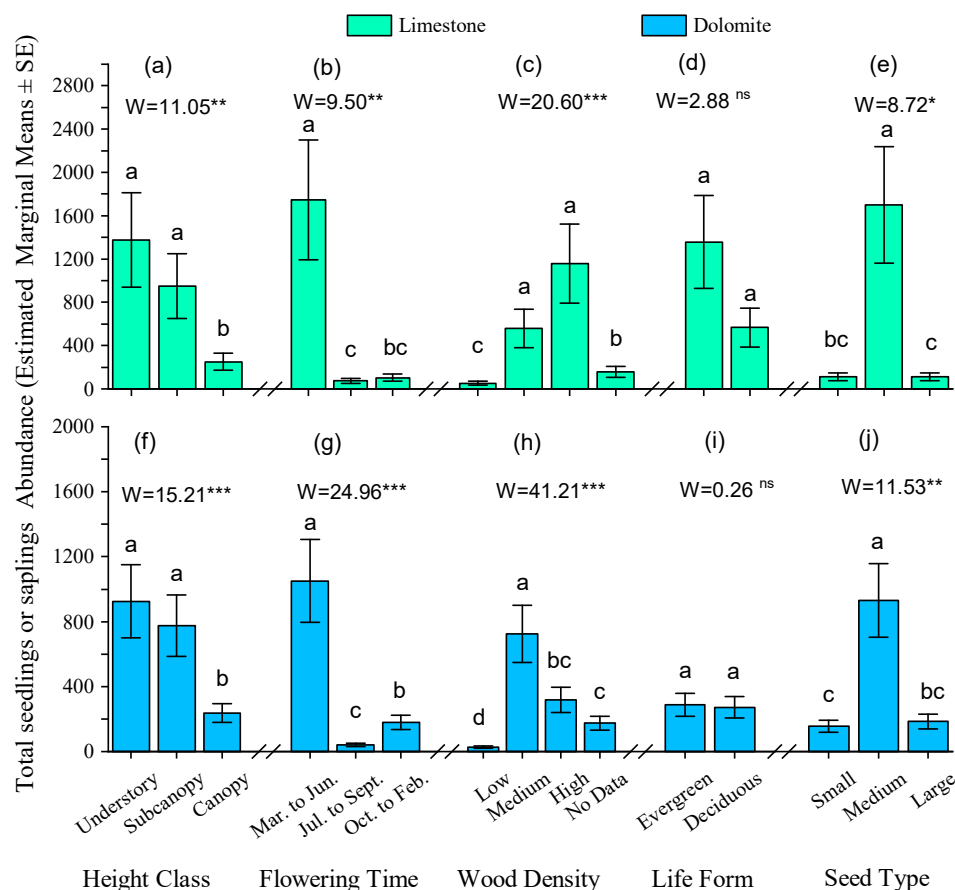 Limestone Dolomite
(a) (b) (c) (d) (e)
W=11.05** W=9.50** W=20.60*** W=2.88 ns W=8.72*
2800
2400
2000
1600
1200
800
400
0
a a b
a c bc
c a a b
a a
bc a c
(f) (g) (h) (i) (j)
W=15.21*** W=24.96*** W=41.21*** W=0.26 ns W=11.53**
2000
1600
1200
800
400
0
a a b
a c b
d a bc c
a a
c a bc
Total seedlings or saplings Abundance (Estimated Marginal Means ± SE)
Understory Subcanopy Canopy Mar. to Jun. Jul. to Sept. Oct. to Feb. Low Medium High No Data Evergreen Deciduous Small Medium Large
Height Class Flowering Time Wood Density Life Form Seed Type